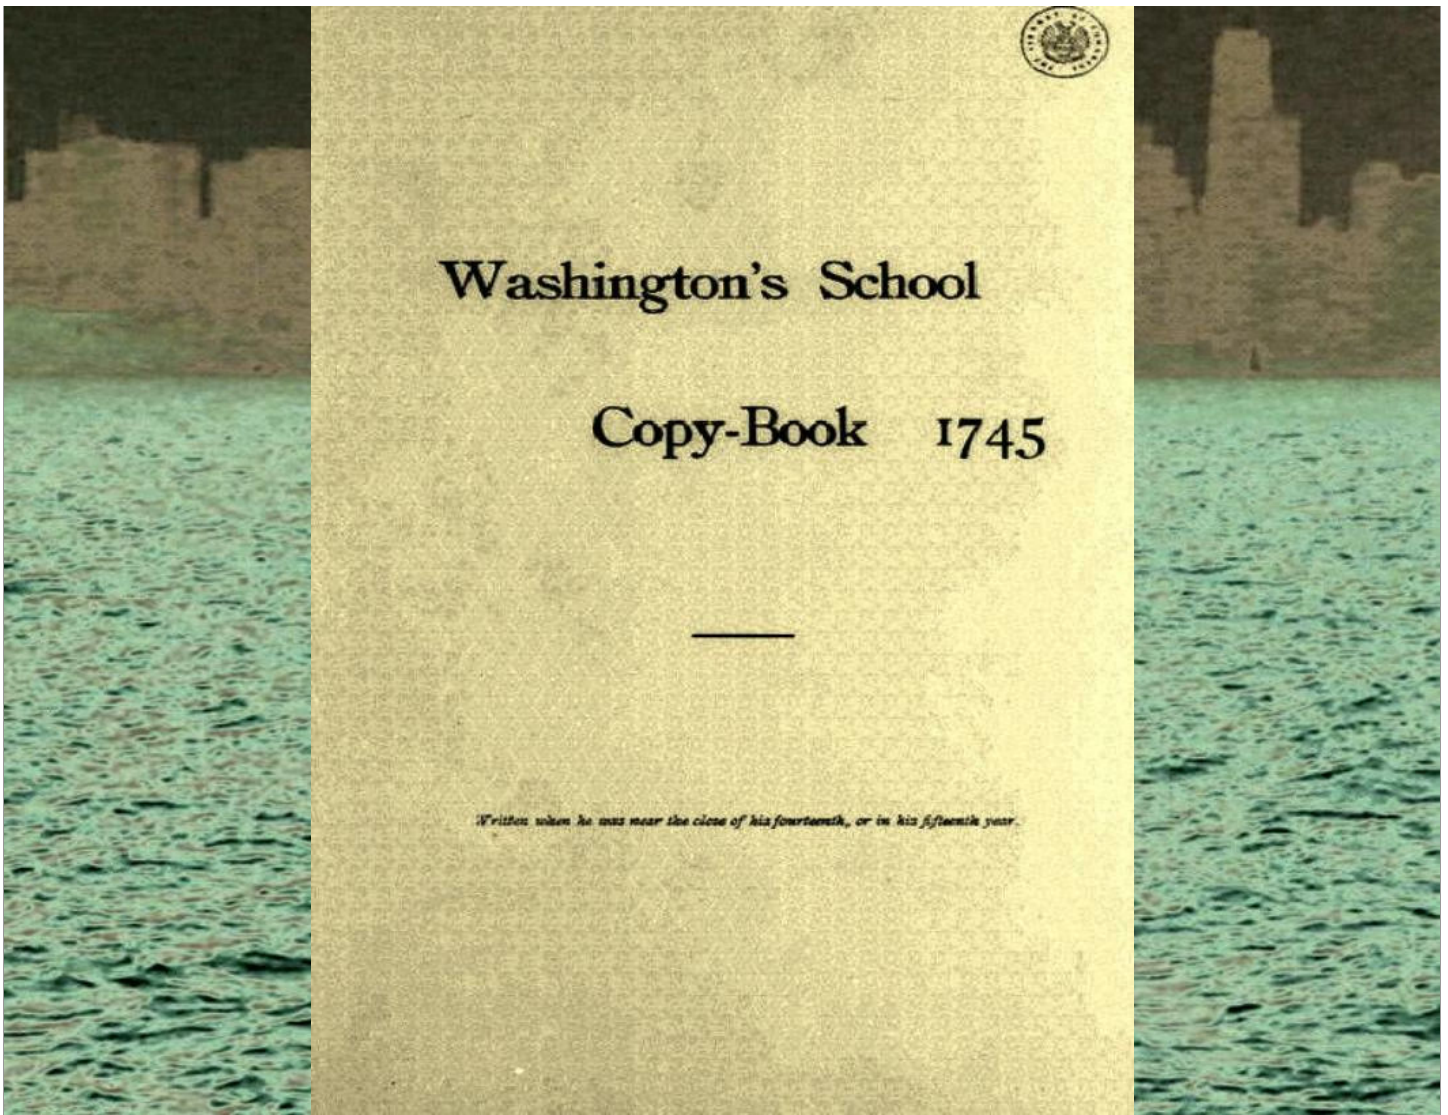 Washington's School
Copy-Book 1745
Written when he was near the close of his fourteenth, or in his fifteenth year.